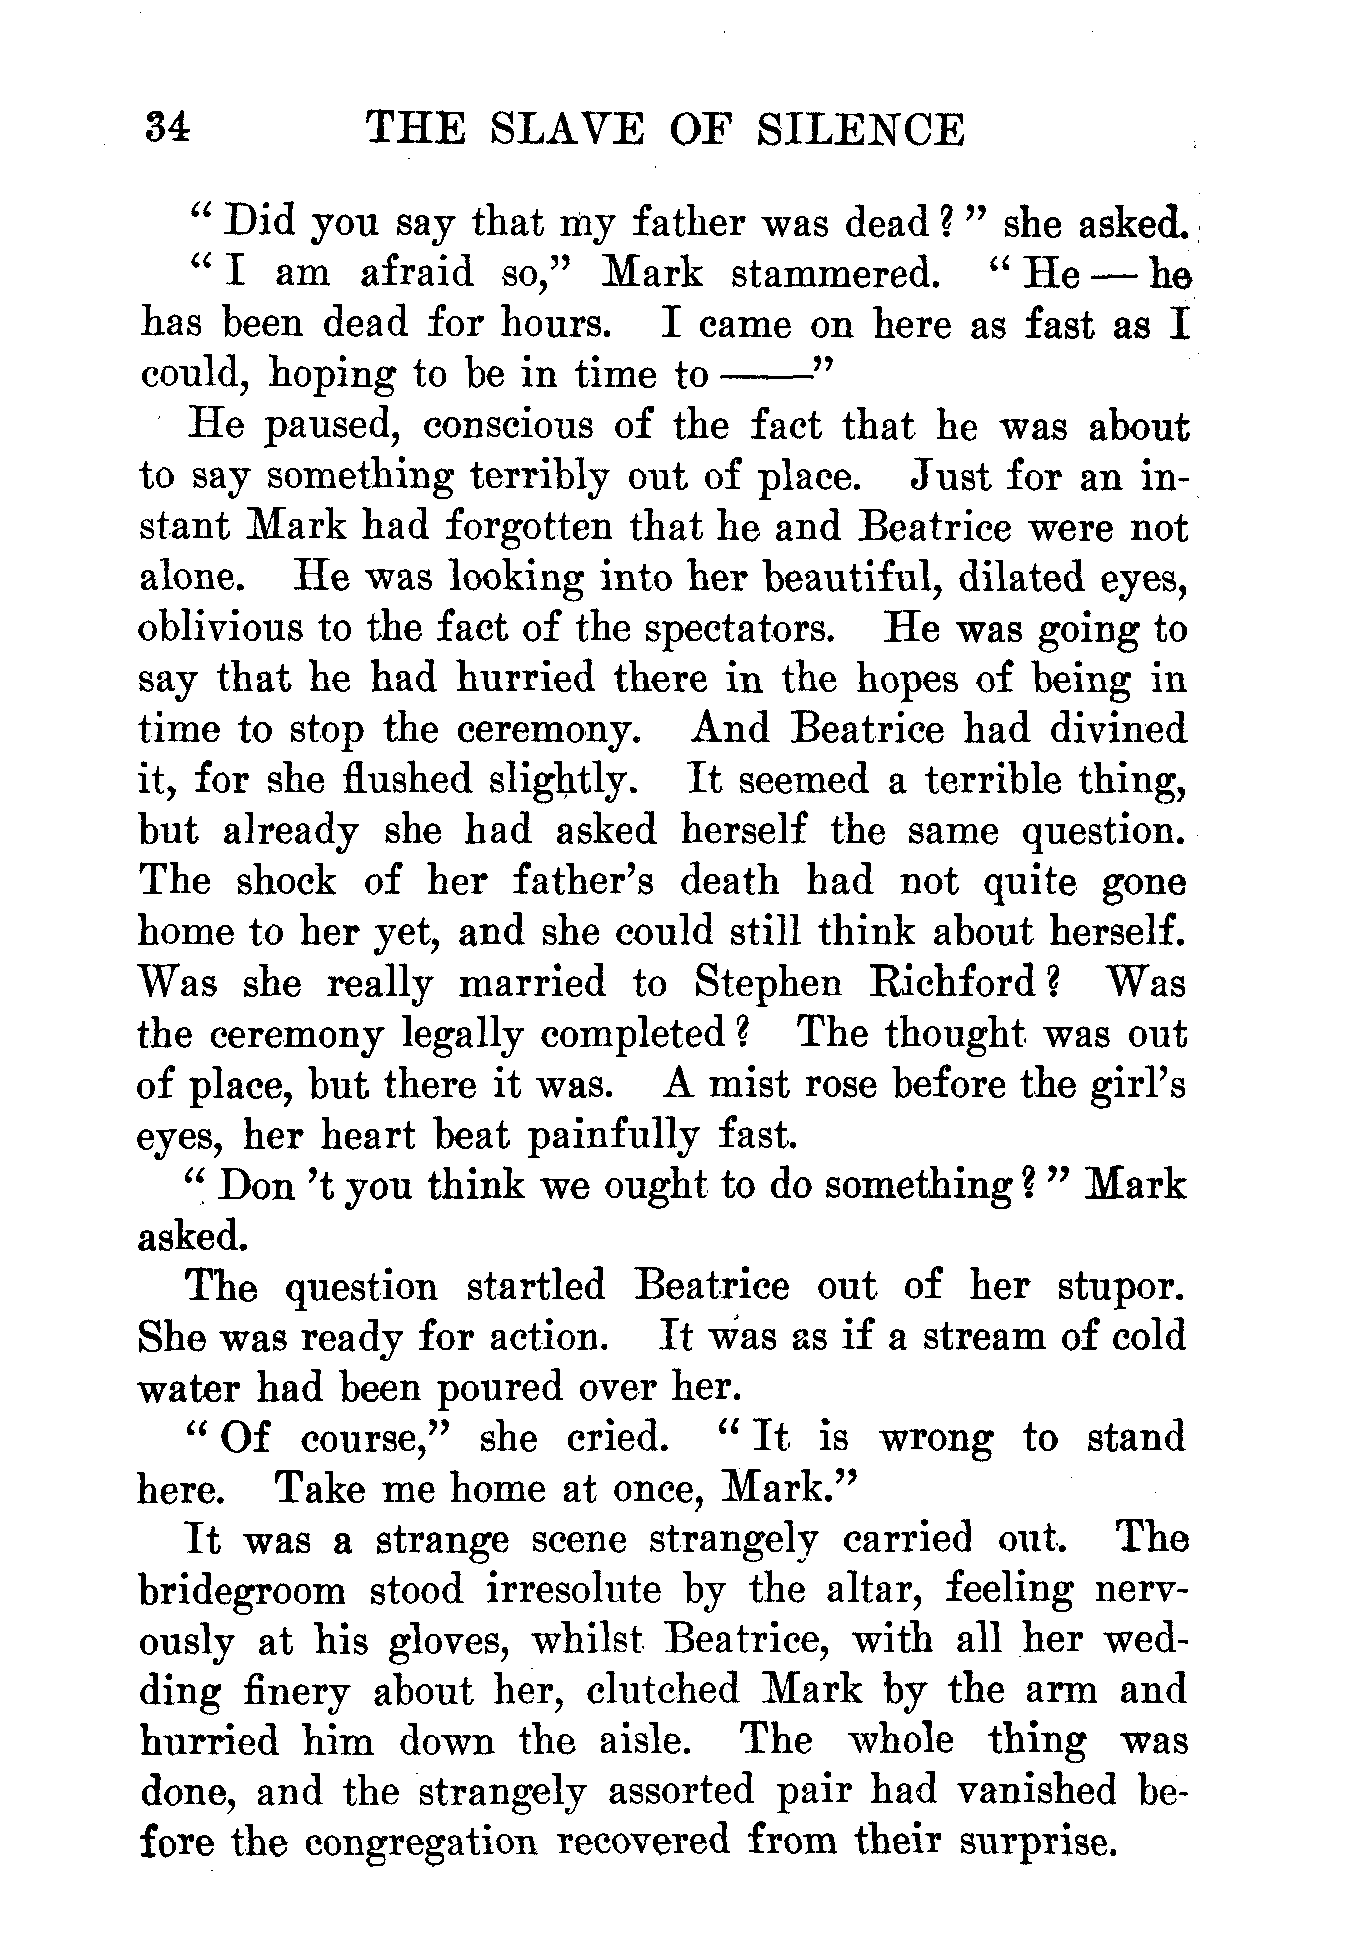 34 THE SLAVE OF SILENCE
“ Did you say that my father was dead ? ” she asked.
“ I am afraid so,” Mark stammered. “ He — he
has been dead for hours. I came on here as fast as I
could, hoping to be in time to ——”
He paused, conscious of the fact that he was about
to say something terribly out of place. Just for an in-
stant Mark had forgotten that he and Beatrice were not
alone. He was looking into her beautiful, dilated eyes,
oblivious to the fact of the spectators. He was going to
say that he had hurried there in the hopes of being in
time to stop the ceremony. And Beatrice had divined
it, for she flushed slightly. It seemed a terrible thing,
but already she had asked herself the same question.
The shock of her father’s death had not quite gone
home to her yet, and she could still think about herself.
Was she really married to Stephen Richford ? Was
the ceremony legally completed ? The thought was out
of place, but there it was. A mist rose before the girl’s
eyes, her heart beat painfully fast.
“ Don ’t you think we ought to do something ? ” Mark
asked.
The question startled Beatrice out of her stupor.
She was ready for action. It was as if a stream of cold
water had been poured over her.
“ Of course,” she cried. “ It is wrong to stand
here. Take me home at once, Mark.”
It was a strange scene strangely carried out. The
bridegroom stood irresolute by the altar, feeling nerv-
ously at his gloves, whilst Beatrice, with all her wed-
ding finery about her, clutched Mark by the arm and
hurried him down the aisle. The whole thing was
done, and the strangely assorted pair had vanished be-
fore the congregation recovered from their surprise.